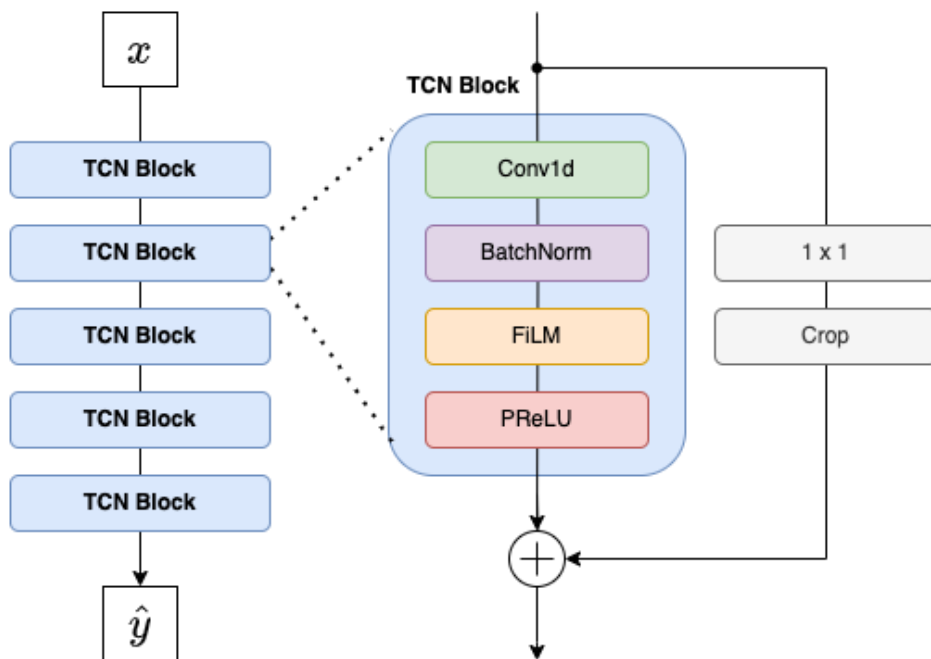 x
TCN Block
TCN Block
TCN Block
TCN Block
TCN Block
ŷ
TCN Block
Conv1d
BatchNorm
FiLM
PReLU
1 x 1
Crop